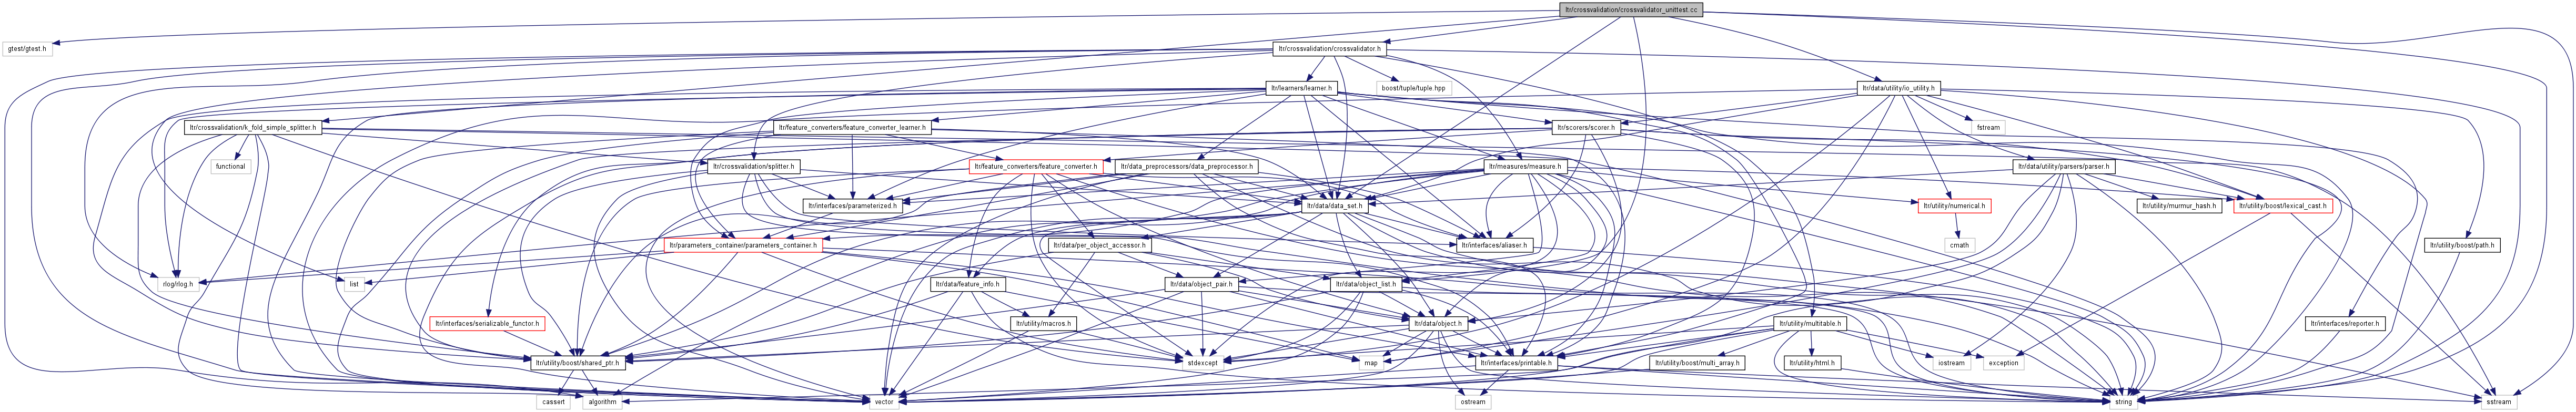 ltr/crossvalidation/crossvalidator_unittest.cc
gtest/gtest.h
ltr/crossvalidation/crossvalidator.h
ltr/learners/learner.h
boost/tuple/tuple.hpp
ltr/data/utility/io_utility.h
ltr/crossvalidation/k_fold_simple_splitter.h
ltr/feature_converters/feature_converter_learner.h
ltr/scorers/scorer.h
fstream
functional
ltr/crossvalidation/splitter.h
ltr/feature_converters/feature_converter.h
ltr/data_preprocessors/data_preprocessor.h
ltr/measures/measure.h
ltr/data/utility/parsers/parser.h
ltr/interfaces/parameterized.h
ltr/data/data_set.h
ltr/utility/numerical.h
ltr/utility/murmur_hash.h
ltr/utility/boost/lexical_cast.h
ltr/parameters_container/parameters_container.h
ltr/data/per_object_accessor.h
ltr/interfaces/aliaser.h
cmath
ltr/utility/boost/path.h
rlog/rlog.h
list
ltr/data/feature_info.h
ltr/data/object_pair.h
ltr/data/object_list.h
ltr/interfaces/serializable_functor.h
ltr/utility/macros.h
ltr/data/object.h
ltr/utility/multitable.h
ltr/interfaces/reporter.h
ltr/utility/boost/shared_ptr.h
stdexcept
map
ltr/interfaces/printable.h
ltr/utility/boost/multi_array.h
ltr/utility/html.h
iostream
exception
cassert
algorithm
vector
ostream
string
sstream